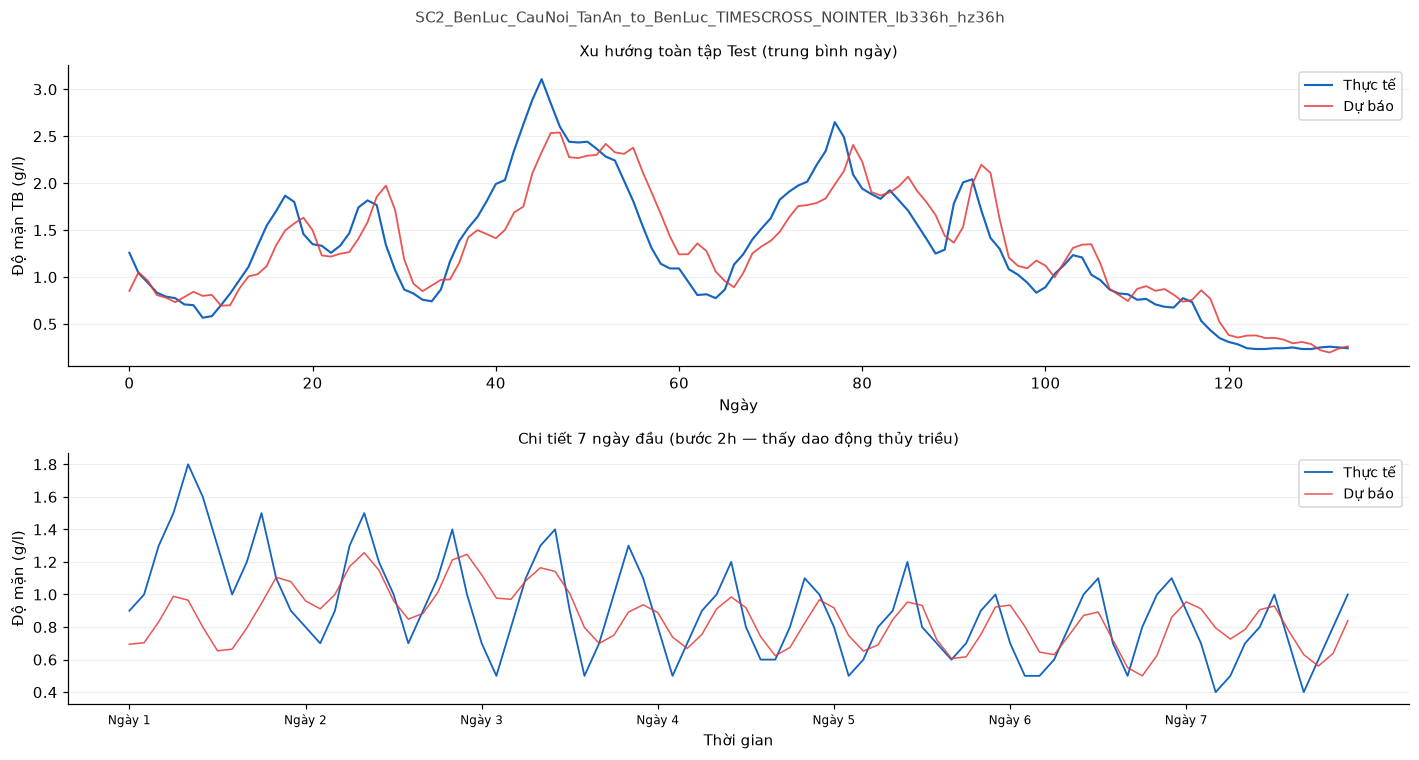 SC2_BenLuc_CauNoi_TanAn_to_BenLuc_TIMESCROSS_NOINTER_lb336h_hz36h
Xu hướng toàn tập Test (trung bình ngày)
Độ mặn TB (g/l)
3.0
2.5
2.0
1.5
1.0
0.5
Thực tế
Dự báo
0 20 40 60 80 100 120
Ngày
Chi tiết 7 ngày đầu (bước 2h — thấy dao động thủy triều)
Độ mặn (g/l)
1.8
1.6
1.4
1.2
1.0
0.8
0.6
0.4
Thực tế
Dự báo
Ngày 1 Ngày 2 Ngày 3 Ngày 4 Ngày 5 Ngày 6 Ngày 7
Thời gian